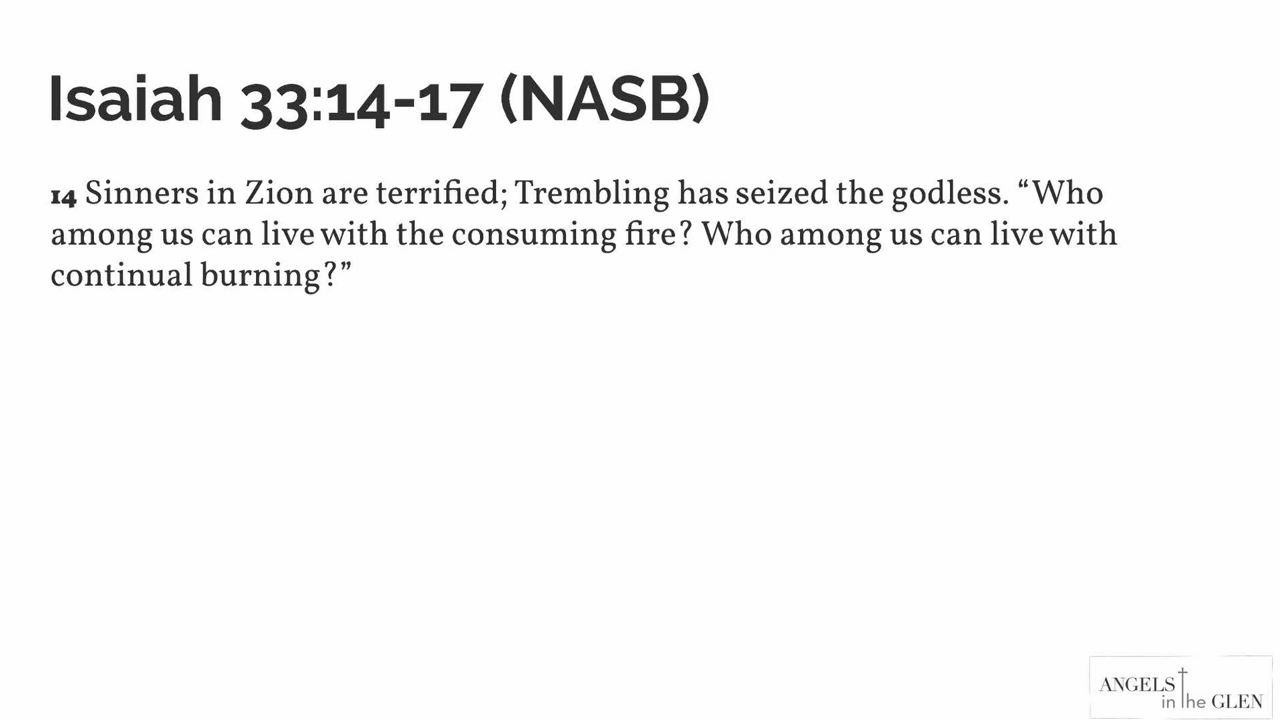 Isaiah 33:14-17 (NASB)
14 Sinners in Zion are terrified; Trembling has seized the godless. “Who
among us can live with the consuming fire? Who among us can live with
continual burning?”
ANGELS
in the GLEN